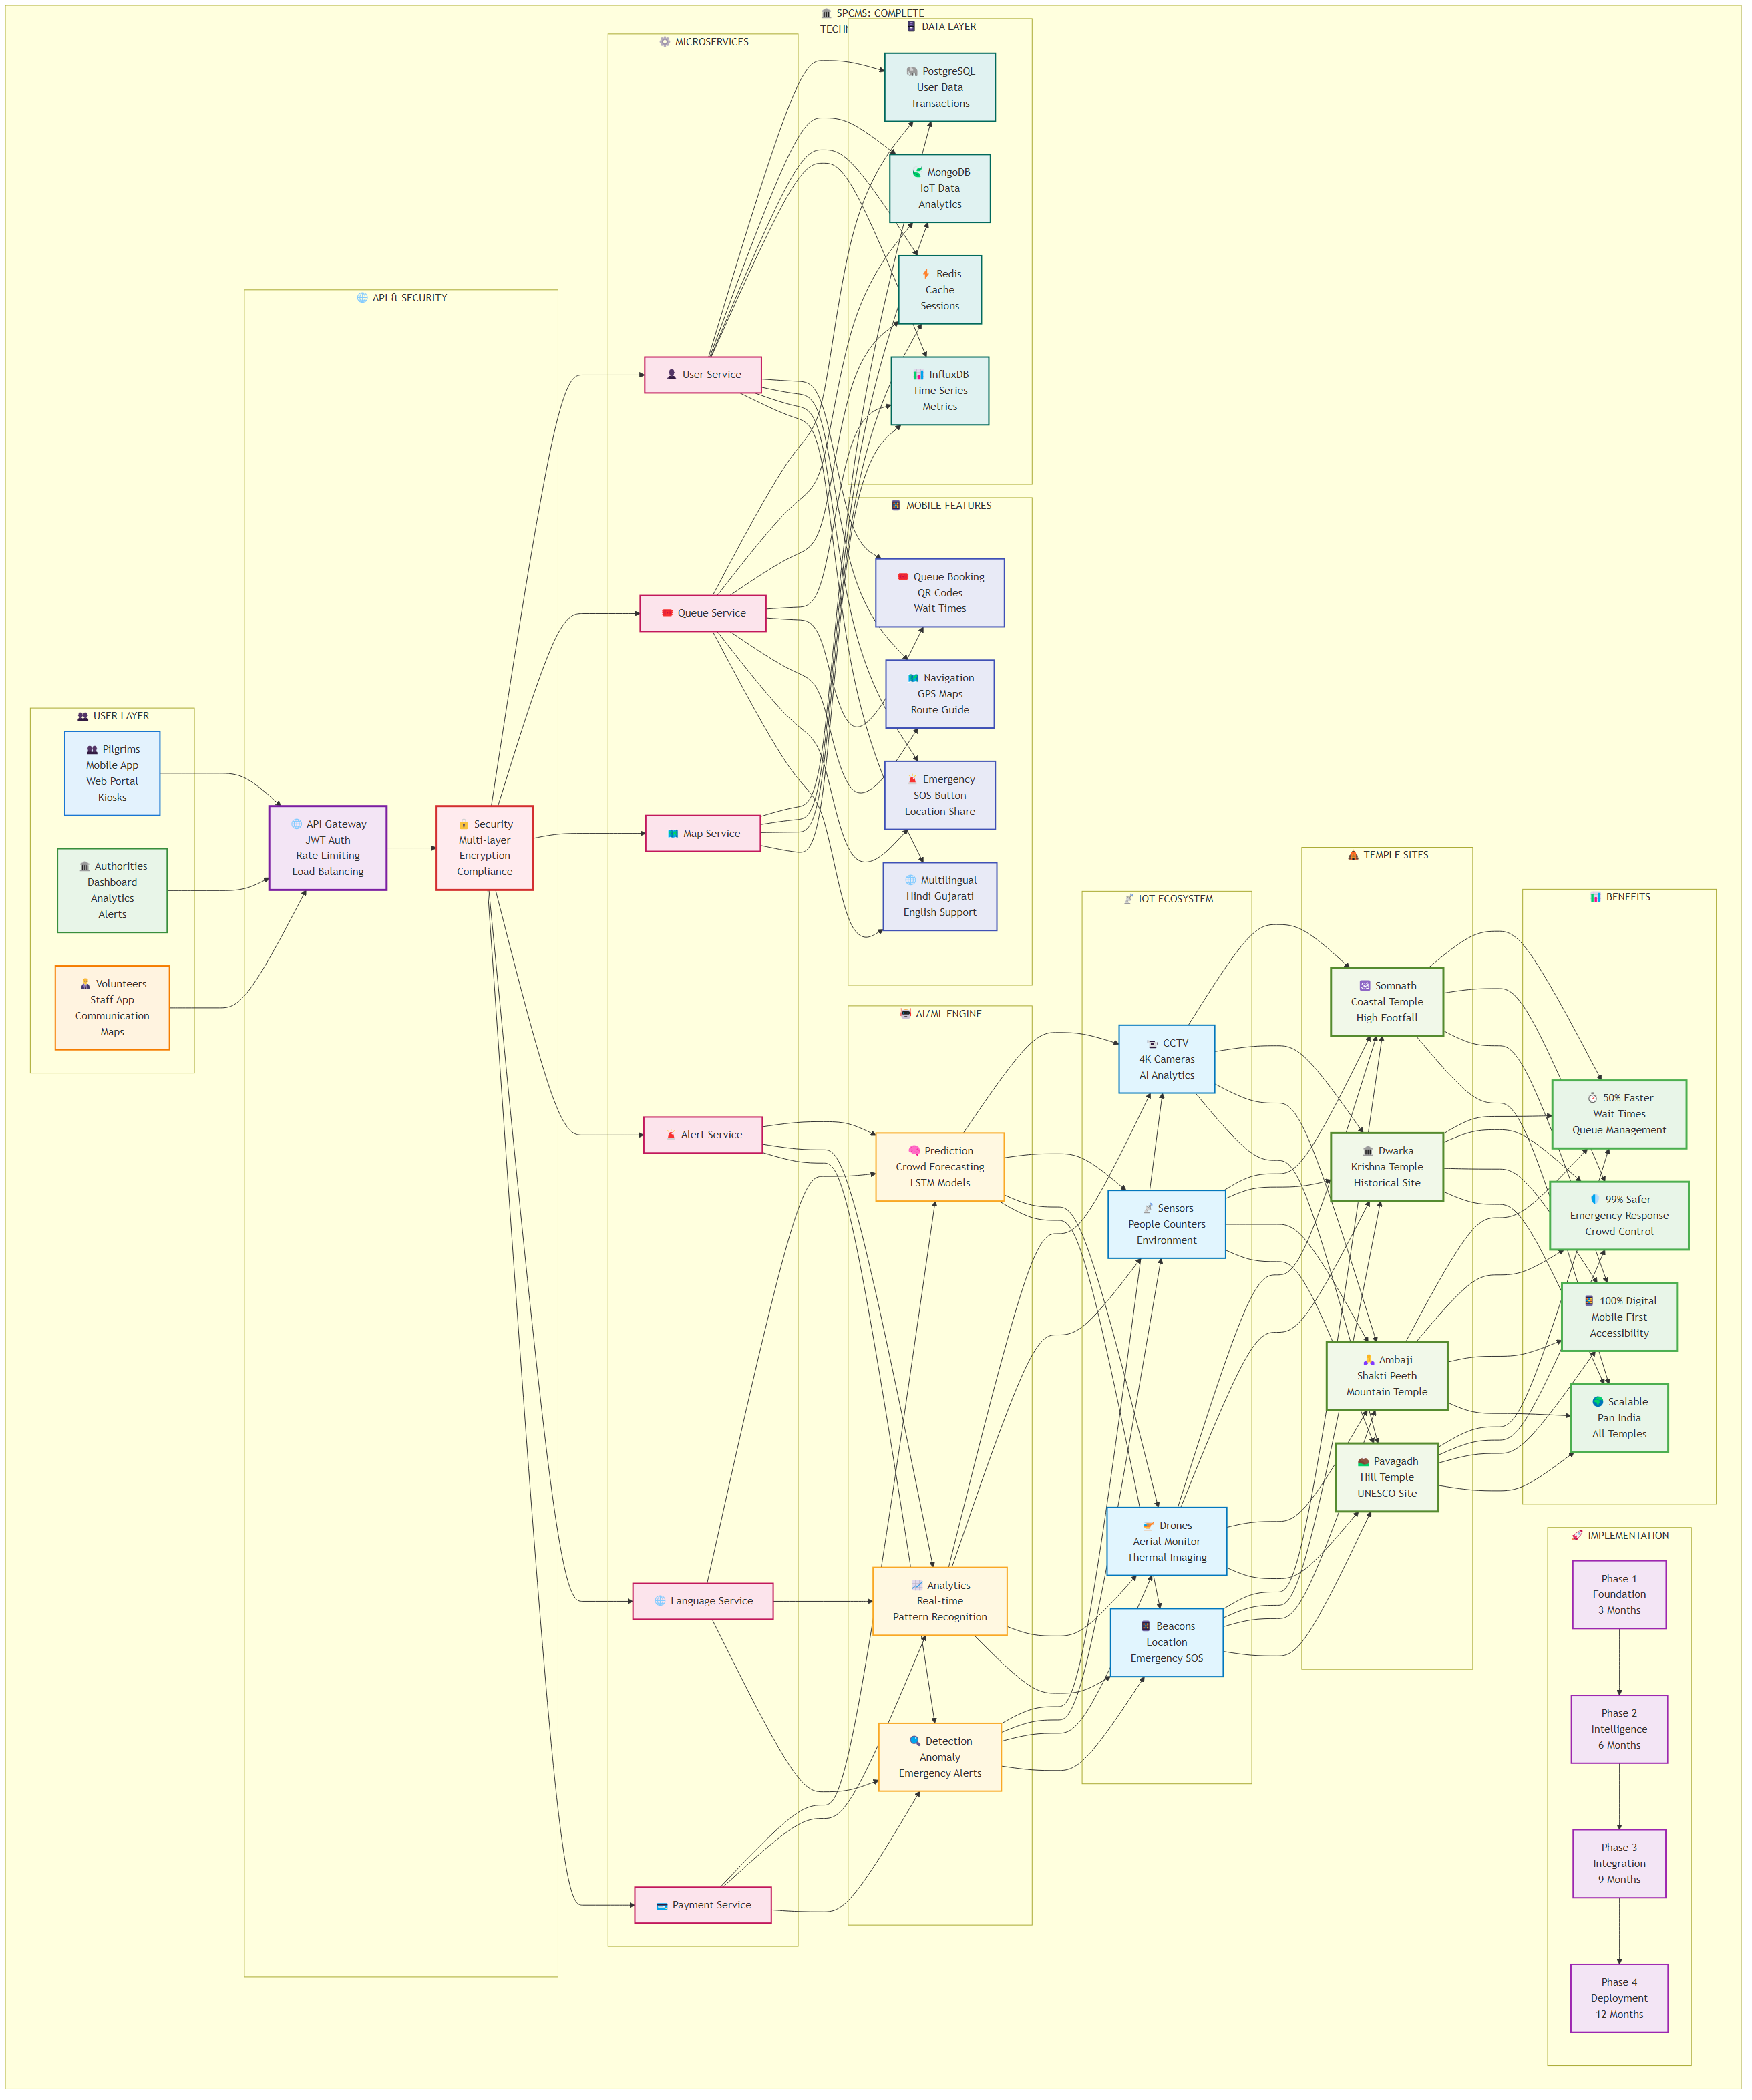 SPCMS: COMPLETE
USER LAYER
Pilgrims
Mobile App
Web Portal
Kiosks
Authorities
Dashboard
Analytics
Alerts
Volunteers
Staff App
Communication
Maps
API & SECURITY
API Gateway
JWT Auth
Rate Limiting
Load Balancing
Security
Multi-layer
Encryption
Compliance
MICROSERVICES
User Service
Queue Service
Map Service
Alert Service
Language Service
Payment Service
DATA LAYER
PostgreSQL
User Data
Transactions
MongoDB
IoT Data
Analytics
Redis
Cache
Sessions
InfluxDB
Time Series
Metrics
MOBILE FEATURES
Queue Booking
QR Codes
Wait Times
Navigation
GPS Maps
Route Guide
Emergency
SOS Button
Location Share
Multilingual
Hindi Gujarati
English Support
AI/ML ENGINE
Prediction
Crowd Forecasting
LSTM Models
Analytics
Real-time
Pattern Recognition
Detection
Anomaly
Emergency Alerts
IOT ECOSYSTEM
CCTV
4K Cameras
AI Analytics
Sensors
People Counters
Environment
Drones
Aerial Monitor
Thermal Imaging
Beacons
Location
Emergency SOS
TEMPLE SITES
Somnath
Coastal Temple
High Footfall
Dwarka
Krishna Temple
Historical Site
Ambaji
Shakti Peeth
Mountain Temple
Pavagadh
Hill Temple
UNESCO Site
BENEFITS
50% Faster
Wait Times
Queue Management
99% Safer
Emergency Response
Crowd Control
100% Digital
Mobile First
Accessibility
Scalable
Pan India
All Temples
IMPLEMENTATION
Phase 1
Foundation
3 Months
Phase 2
Intelligence
6 Months
Phase 3
Integration
9 Months
Phase 4
Deployment
12 Months